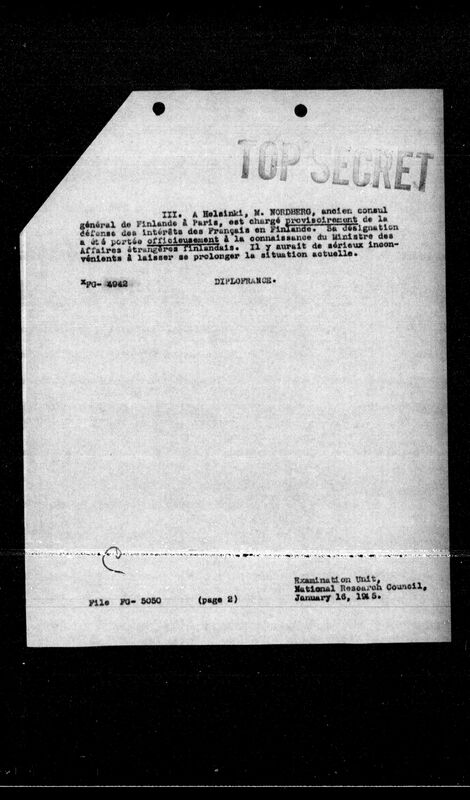 TOP SECRET
III. A Helsinki, M. NORDBERG, ancien consul
général de Finlande à Paris, est chargé provisoirement de la
défense des intérêts des Français en Finlande. Sa désignation
a été portée officieusement à la connaissance du Ministre des
Affaires étrangères finlandais. Il y aurait de sérieux incon-
vénients à laisser se prolonger la situation actuelle.
*FG- 4942 DIPLOFRANCE.
Examination Unit,
National Research Council,
File FG- 5050 (page 2) January 16, 1945.